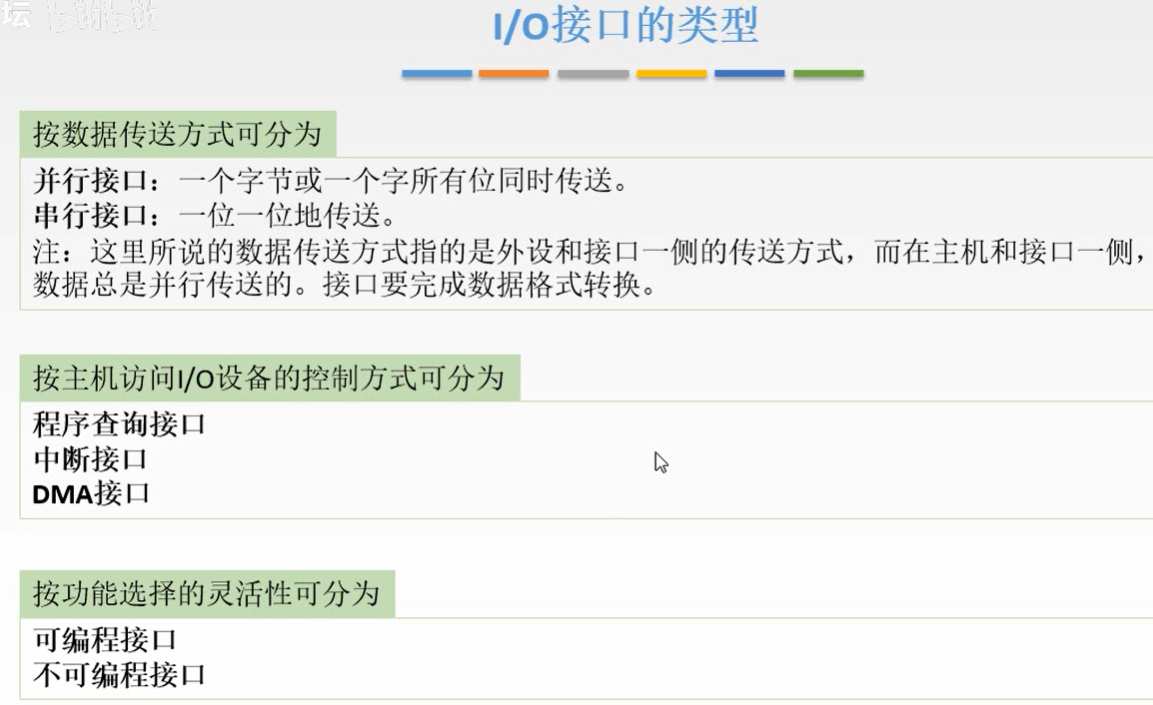 坛 bilibili
I/O接口的类型
按数据传送方式可分为
并行接口：一个字节或一个字所有位同时传送。
串行接口：一位一位地传送。
注：这里所说的数据传送方式指的是外设和接口一侧的传送方式，而在主机和接口一侧，
数据总是并行传送的。接口要完成数据格式转换。
按主机访问I/O设备的控制方式可分为
程序查询接口
中断接口
DMA接口
按功能选择的灵活性可分为
可编程接口
不可编程接口